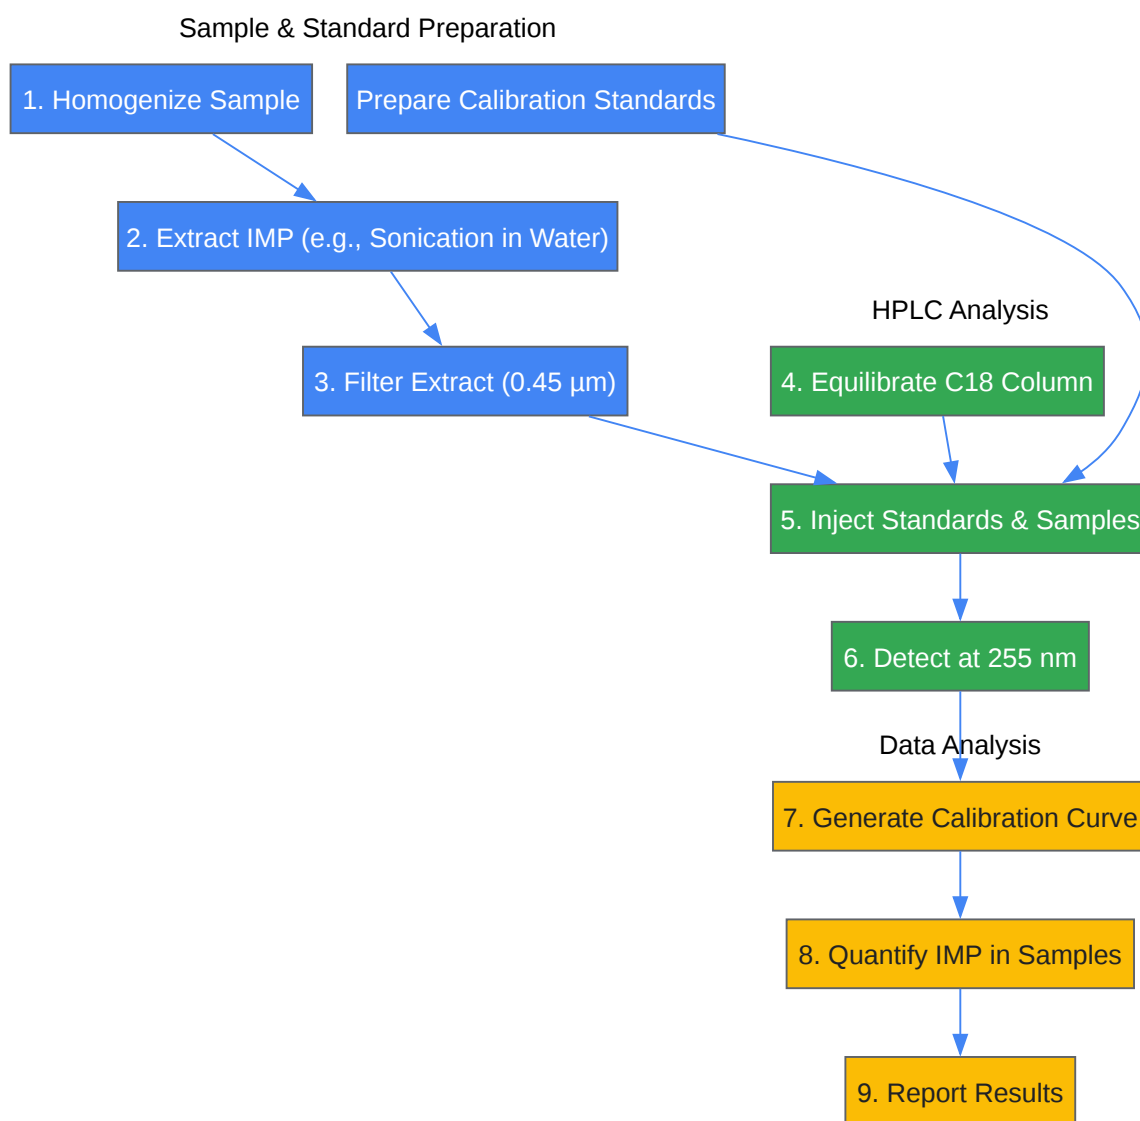 Sample & Standard Preparation
1. Homogenize Sample
Prepare Calibration Standards
2. Extract IMP (e.g., Sonication in Water)
HPLC Analysis
3. Filter Extract (0.45 µm)
4. Equilibrate C18 Column
5. Inject Standards & Samples
6. Detect at 255 nm
Data Analysis
7. Generate Calibration Curve
8. Quantify IMP in Samples
9. Report Results